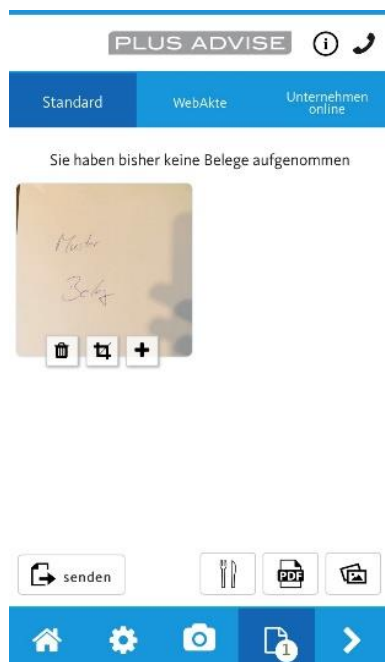 PLUS ADVISE
Standard
WebAkte
Unternehmen
online
Sie haben bisher keine Belege aufgenommen
Muster
Beleg
senden
PDF
1